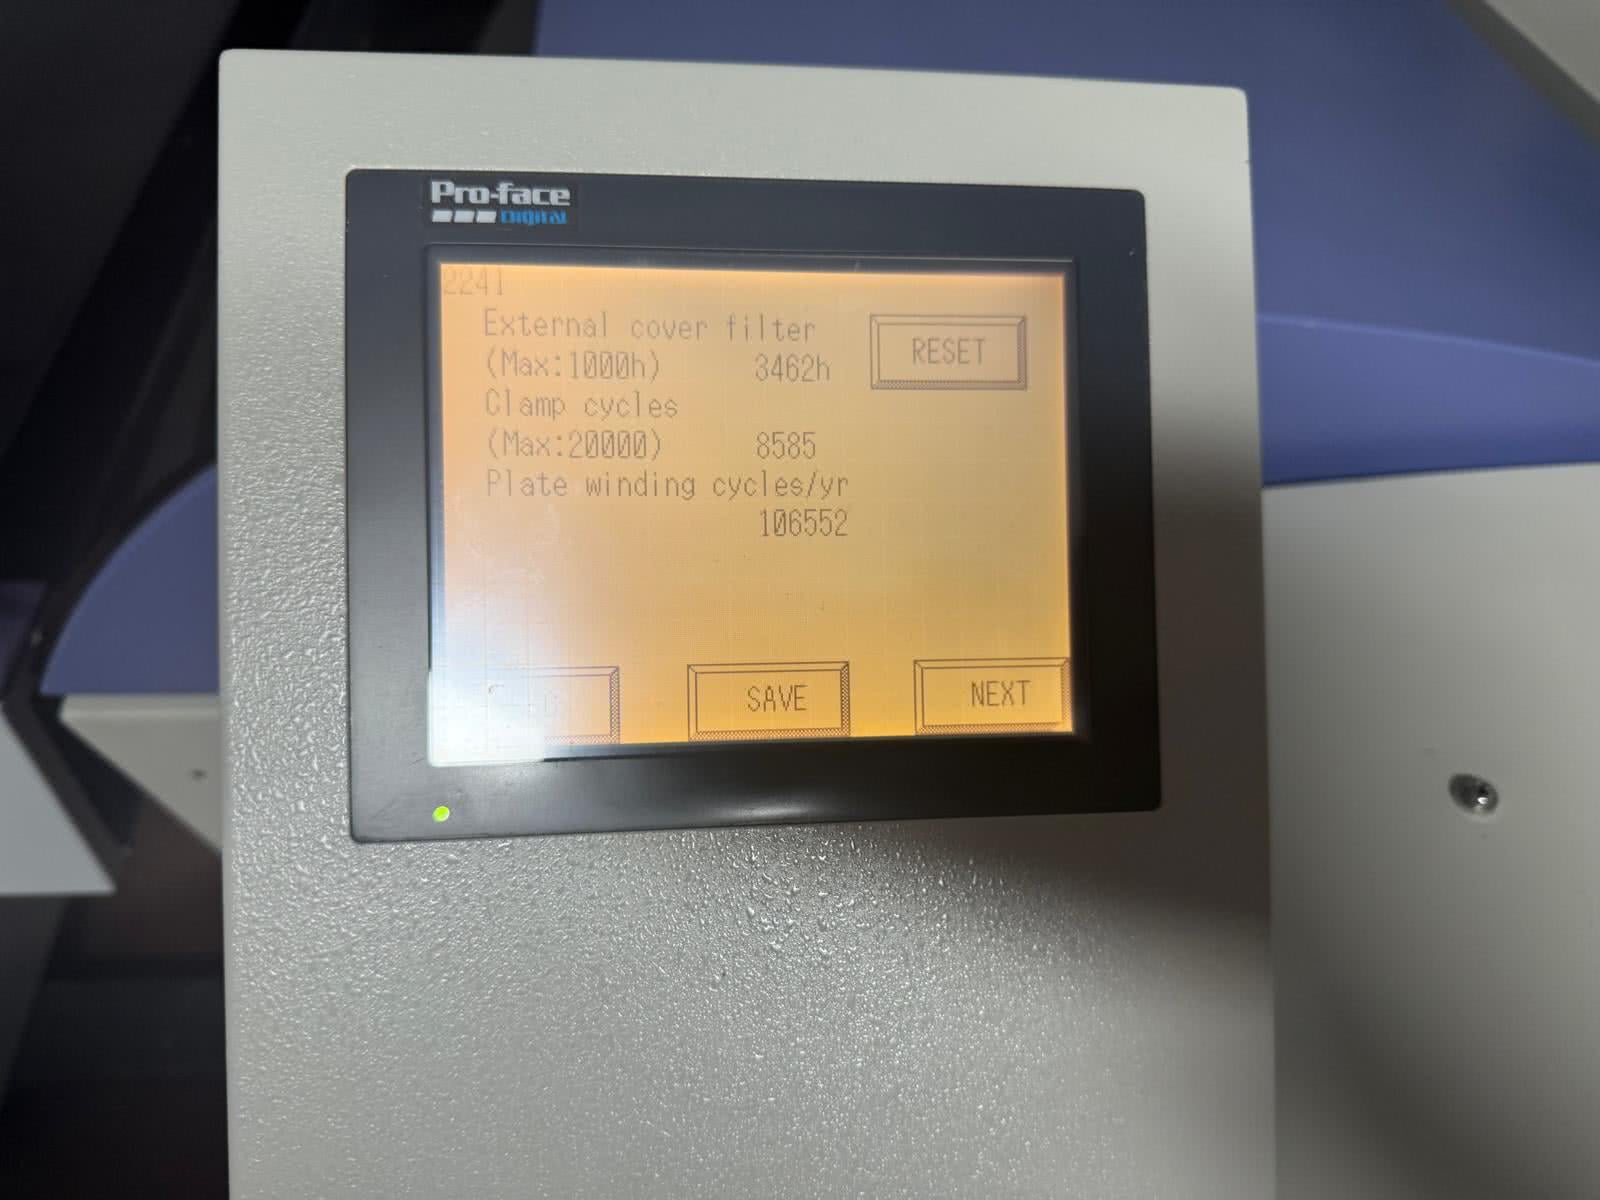 Pro-face
Digital
2241
External cover filter
(Max:1000h) 3462h
RESET
Clamp cycles
(Max:20000) 8585
Plate winding cycles/yr
106552
SAVE
NEXT